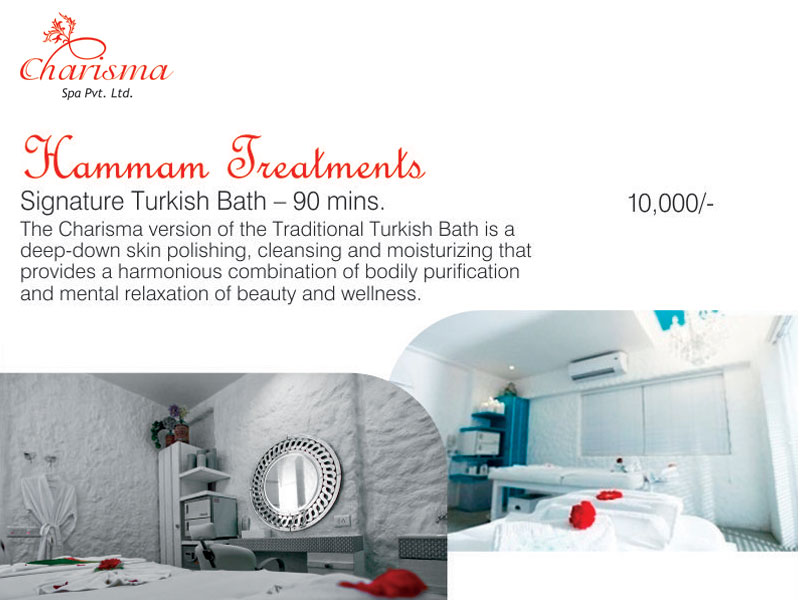 Charisma
Spa Pvt. Ltd.
Hammam Treatments
Signature Turkish Bath – 90 mins. 10,000/-
The Charisma version of the Traditional Turkish Bath is a
deep-down skin polishing, cleansing and moisturizing that
provides a harmonious combination of bodily purification
and mental relaxation of beauty and wellness.